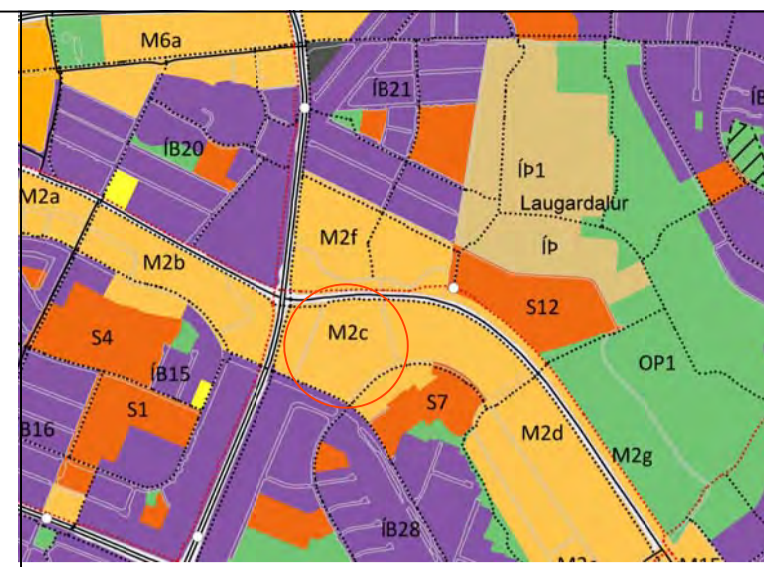 M6a
ÍB21
ÍB20
ÍÞ1
Laugardalur
M2a
M2f
ÍÞ
M2b
S12
M2c
S4
OP1
ÍB15
S1
S7
B16
M2d
M2g
ÍB28